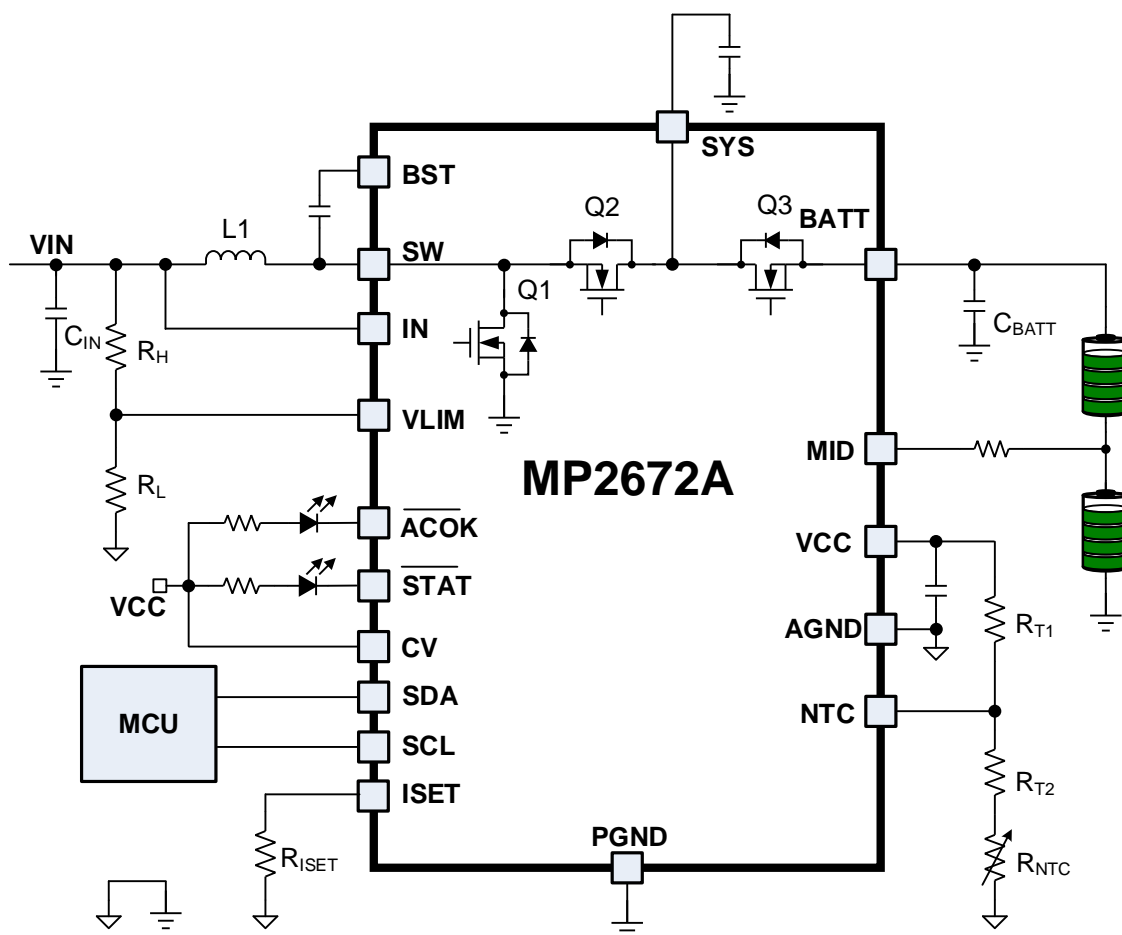 SYS
BST
Q2
Q3
BATT
L1
VIN
SW
Q1
C_IN
R_H
IN
C_BATT
VLIM
MID
MP2672A
R_L
ACOK
VCC
STAT
VCC
AGND
R_T1
CV
MCU
SDA
NTC
SCL
R_T2
ISET
PGND
R_ISET
R_NTC